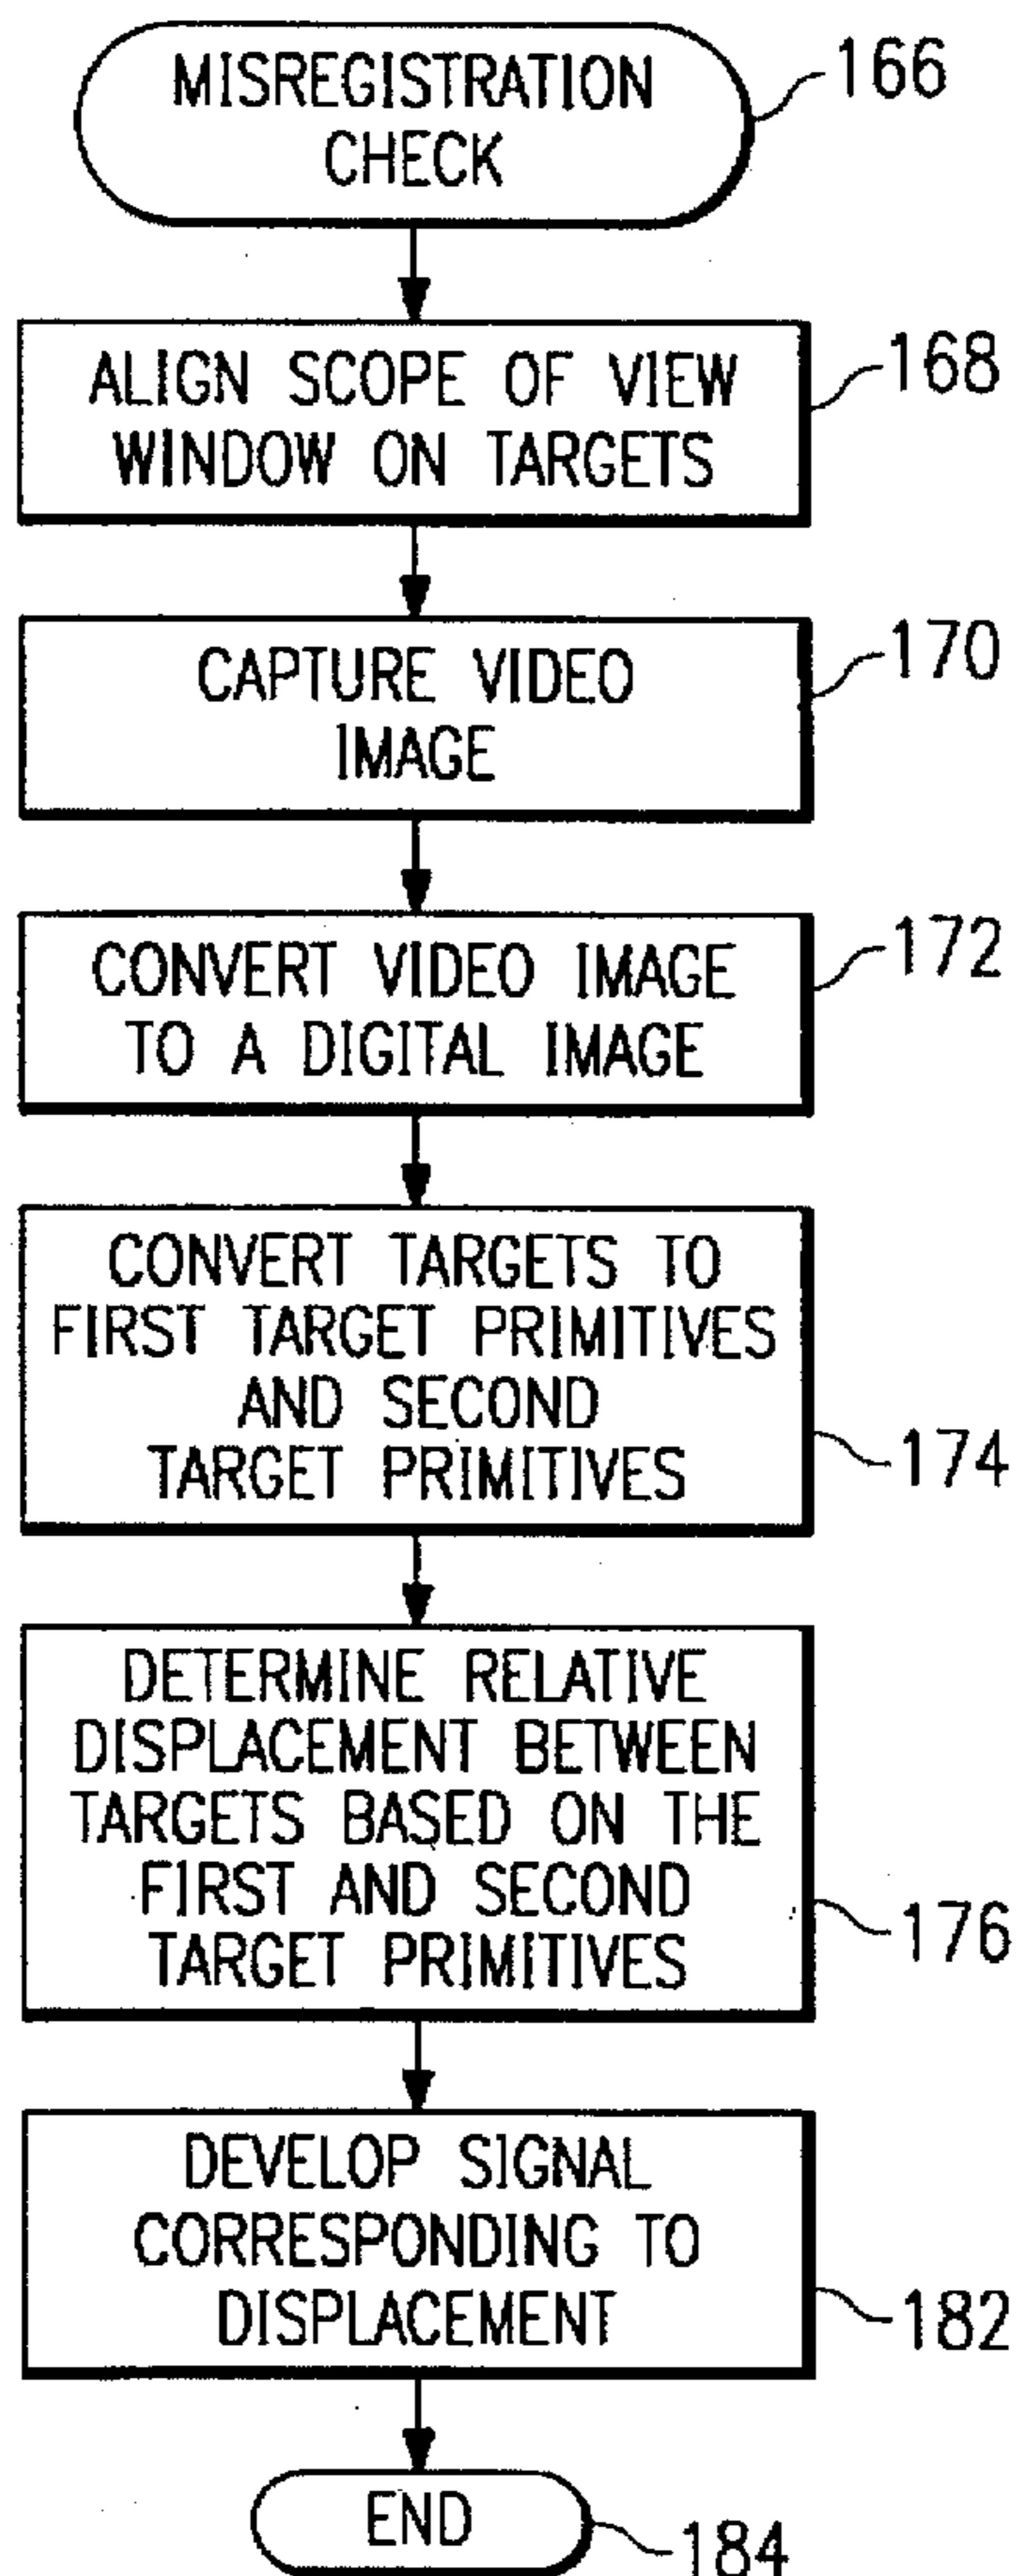 MISREGISTRATION
CHECK
166
ALIGN SCOPE OF VIEW
WINDOW ON TARGETS
168
CAPTURE VIDEO
IMAGE
170
CONVERT VIDEO IMAGE
TO A DIGITAL IMAGE
172
CONVERT TARGETS TO
FIRST TARGET PRIMITIVES
AND SECOND
TARGET PRIMITIVES
174
DETERMINE RELATIVE
DISPLACEMENT BETWEEN
TARGETS BASED ON THE
FIRST AND SECOND
TARGET PRIMITIVES
176
DEVELOP SIGNAL
CORRESPONDING TO
DISPLACEMENT
182
END
184